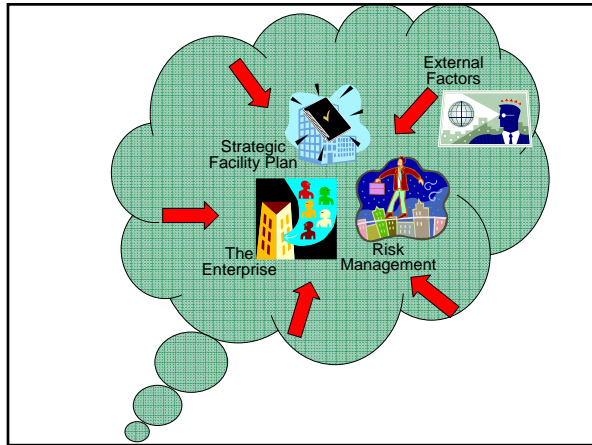 External
Factors
Strategic
Facility Plan
The
Enterprise
Risk
Management